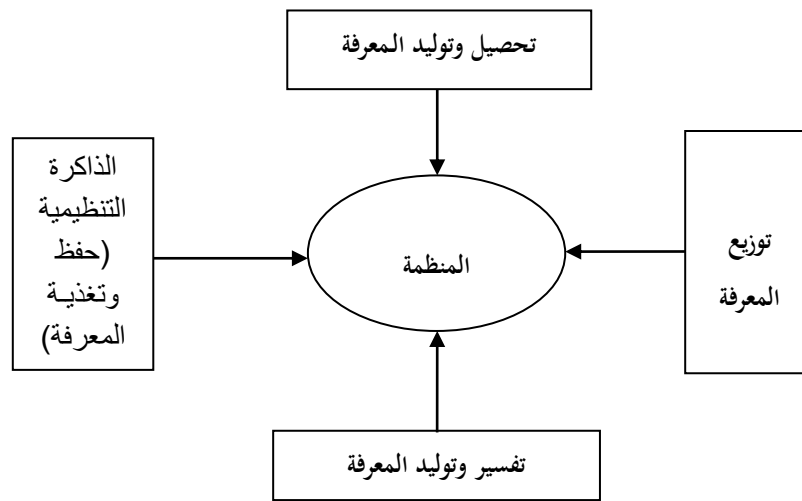 تحصيل وتوليد المعرفة
توزيع
المعرفة
المنظمة
الذاكرة
التنظيمية
(حفظ
وتغذية
المعرفة)
تفسير وتوليد المعرفة